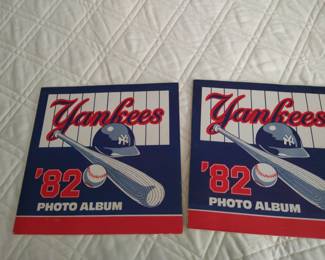 Yankees
NY
'82
PHOTO ALBUM
Yankees
NY
'82
PHOTO ALBUM